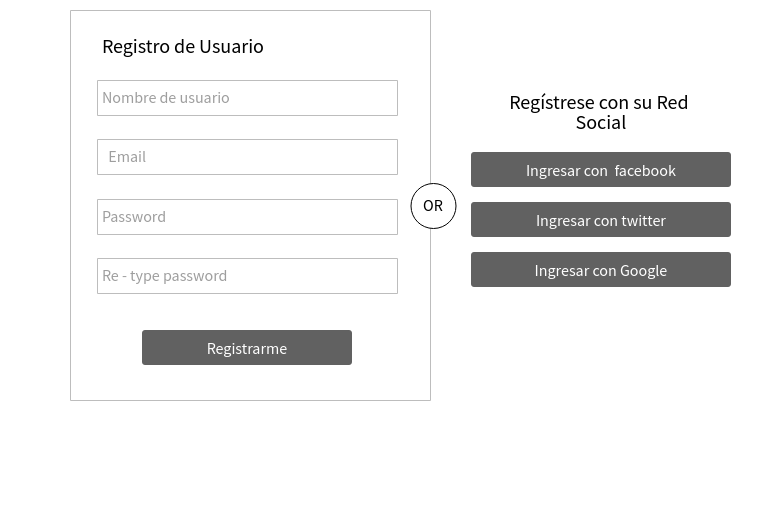 Registro de Usuario
Nombre de usuario
Email
Password
Re - type password
Registrarme
OR
Regístrese con su Red
Social
Ingresar con  facebook
Ingresar con twitter
Ingresar con Google